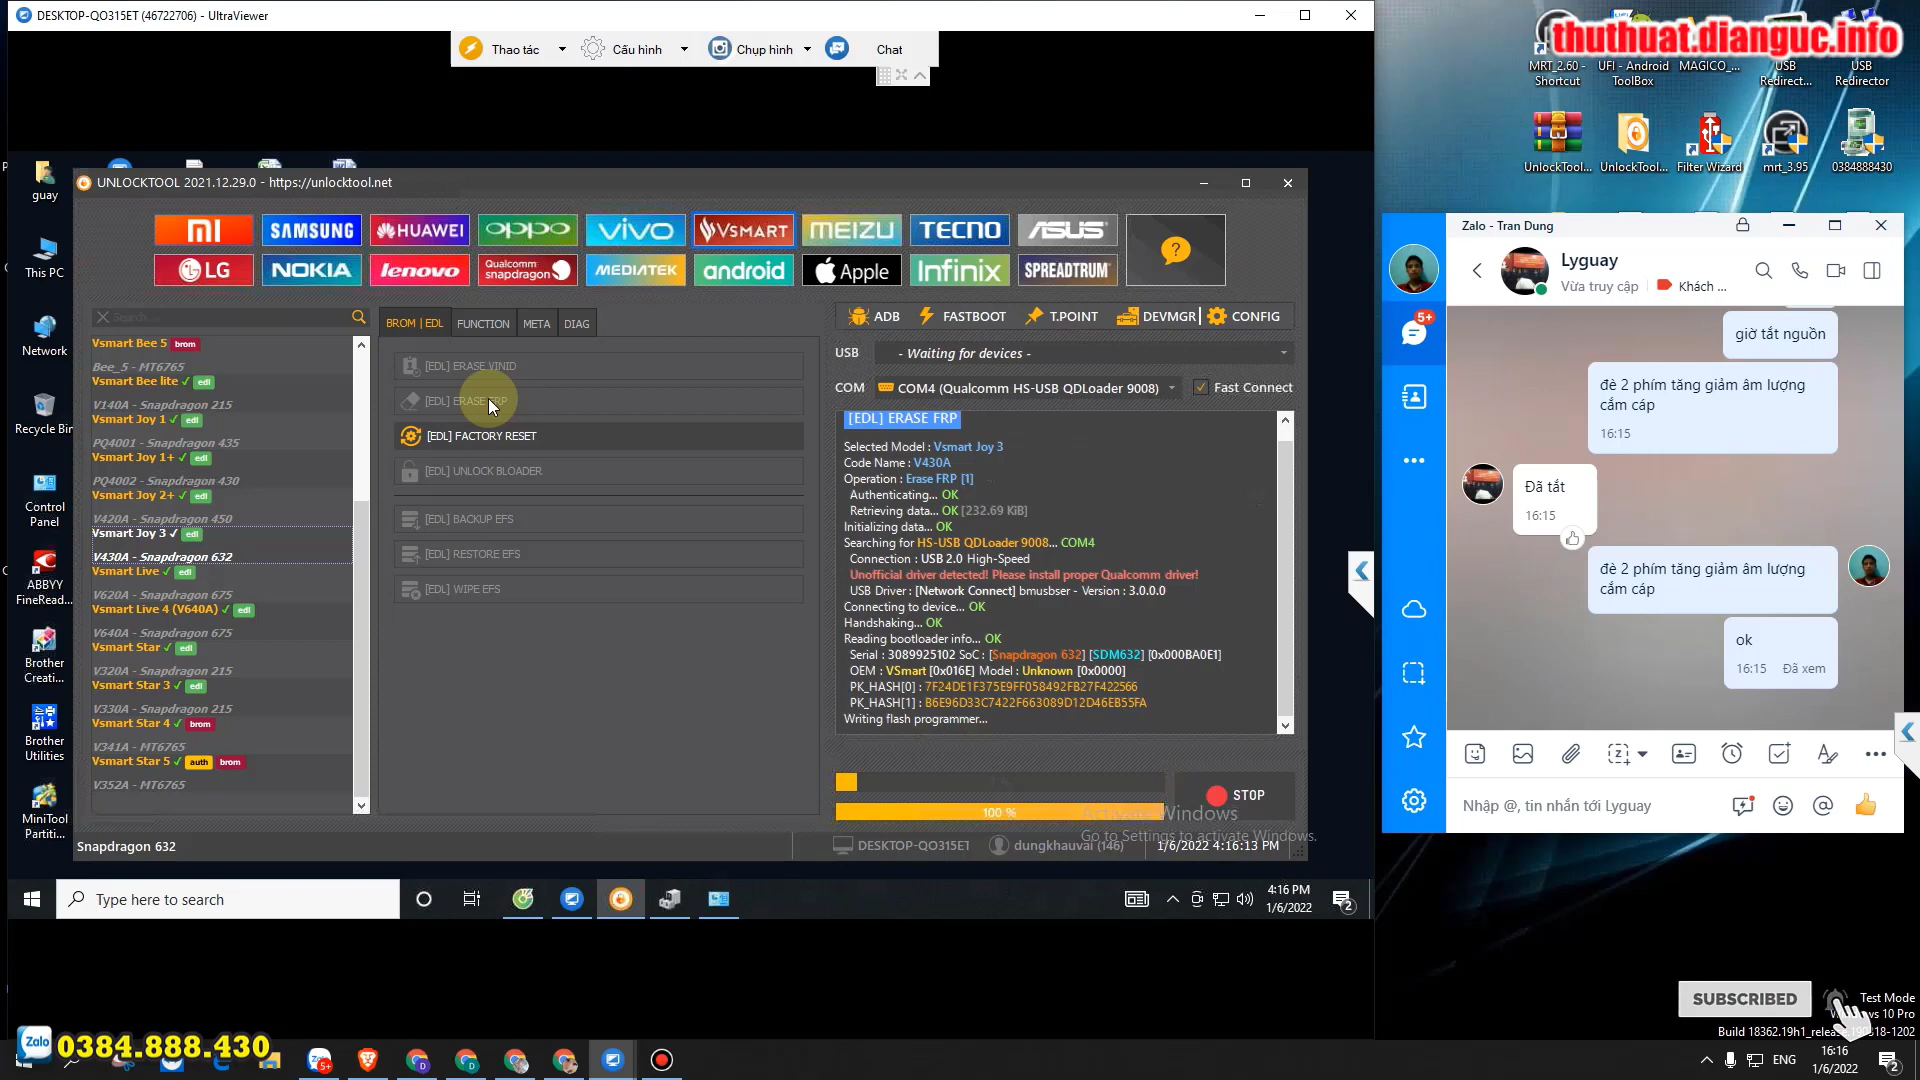 DESKTOP-QO315ET (46722706) - UltraViewer
Thao tác
Cấu hình
Chụp hình
Chat
thuthuat.dianguc.info
MRT_2.60 - Shortcut
UFI - Android ToolBox
MAGICO_...
USB Redirect...
USB Redirector
UnlockTool...
UnlockTool...
Filter Wizard
mrt_3.95
0384888430
guay
This PC
Network
Recycle Bin
Control Panel
ABBYY FineRead...
Brother Creati...
Brother Utilities
MiniTool Partiti...
UNLOCKTOOL 2021.12.29.0 - https://unlocktool.net
mi
SAMSUNG
HUAWEI
oppo
vivo
VSMART
MEIZU
TECNO
ASUS
LG
NOKIA
lenovo
Qualcomm snapdragon
MEDIATEK
android
Apple
Infinix
SPREADTRUM
?
Search...
Vsmart Bee 5 brom
Bee_5 - MT6765
Vsmart Bee lite ✓ edl
V140A - Snapdragon 215
Vsmart Joy 1 ✓ edl
PQ4001 - Snapdragon 435
Vsmart Joy 1+ ✓ edl
PQ4002 - Snapdragon 430
Vsmart Joy 2+ ✓ edl
V420A - Snapdragon 450
Vsmart Joy 3 ✓ edl
V430A - Snapdragon 632
Vsmart Live ✓ edl
V620A - Snapdragon 675
Vsmart Live 4 (V640A) ✓ edl
V640A - Snapdragon 675
Vsmart Star ✓ edl
V320A - Snapdragon 215
Vsmart Star 3 ✓ edl
V330A - Snapdragon 215
Vsmart Star 4 ✓ brom
V341A - MT6765
Vsmart Star 5 ✓ auth brom
V352A - MT6765
BROM | EDL
FUNCTION
META
DIAG
[EDL] ERASE VINID
[EDL] ERASE FRP
[EDL] FACTORY RESET
[EDL] UNLOCK BLOADER
[EDL] BACKUP EFS
[EDL] RESTORE EFS
[EDL] WIPE EFS
ADB
FASTBOOT
T.POINT
DEVMGR
CONFIG
USB - Waiting for devices -
COM COM4 (Qualcomm HS-USB QDLoader 9008) Fast Connect
[EDL] ERASE FRP
Selected Model : Vsmart Joy 3
Code Name : V430A
Operation : Erase FRP [1]
Authenticating... OK
Retrieving data... OK [232.69 KiB]
Initializing data... OK
Searching for HS-USB QDLoader 9008... COM4
Connection : USB 2.0 High-Speed
Unofficial driver detected! Please install proper Qualcomm driver!
USB Driver : [Network Connect] bmusbser - Version : 3.0.0.0
Connecting to device... OK
Handshaking... OK
Reading bootloader info... OK
Serial : 3089925102 SoC : [Snapdragon 632] [SDM632] [0x000BA0E1]
OEM : VSmart [0x016E] Model : Unknown [0x0000]
PK_HASH[0] : 7F24DE1F375E9FF058492FB27F422566
PK_HASH[1] : B6E96D33C7422F663089D12D46EB55FA
Writing flash programmer...
100 %
STOP
Activate Windows
Go to Settings to activate Windows.
Snapdragon 632
DESKTOP-QO315ET
dungkhauvai (146)
1/6/2022 4:16:13 PM
Type here to search
4:16 PM
1/6/2022
2
Zalo - Tran Dung
Lyguay
Vừa truy cập
Khách ...
5+
giờ tắt nguồn
đè 2 phím tăng giảm âm lượng
cắm cáp
16:15
Đã tắt
16:15
đè 2 phím tăng giảm âm lượng
cắm cáp
ok
16:15 Đã xem
Nhập @, tin nhắn tới Lyguay
SUBSCRIBED
Test Mode
Windows 10 Pro
Zalo
0384.888.430
5+
ENG
16:16
1/6/2022
2